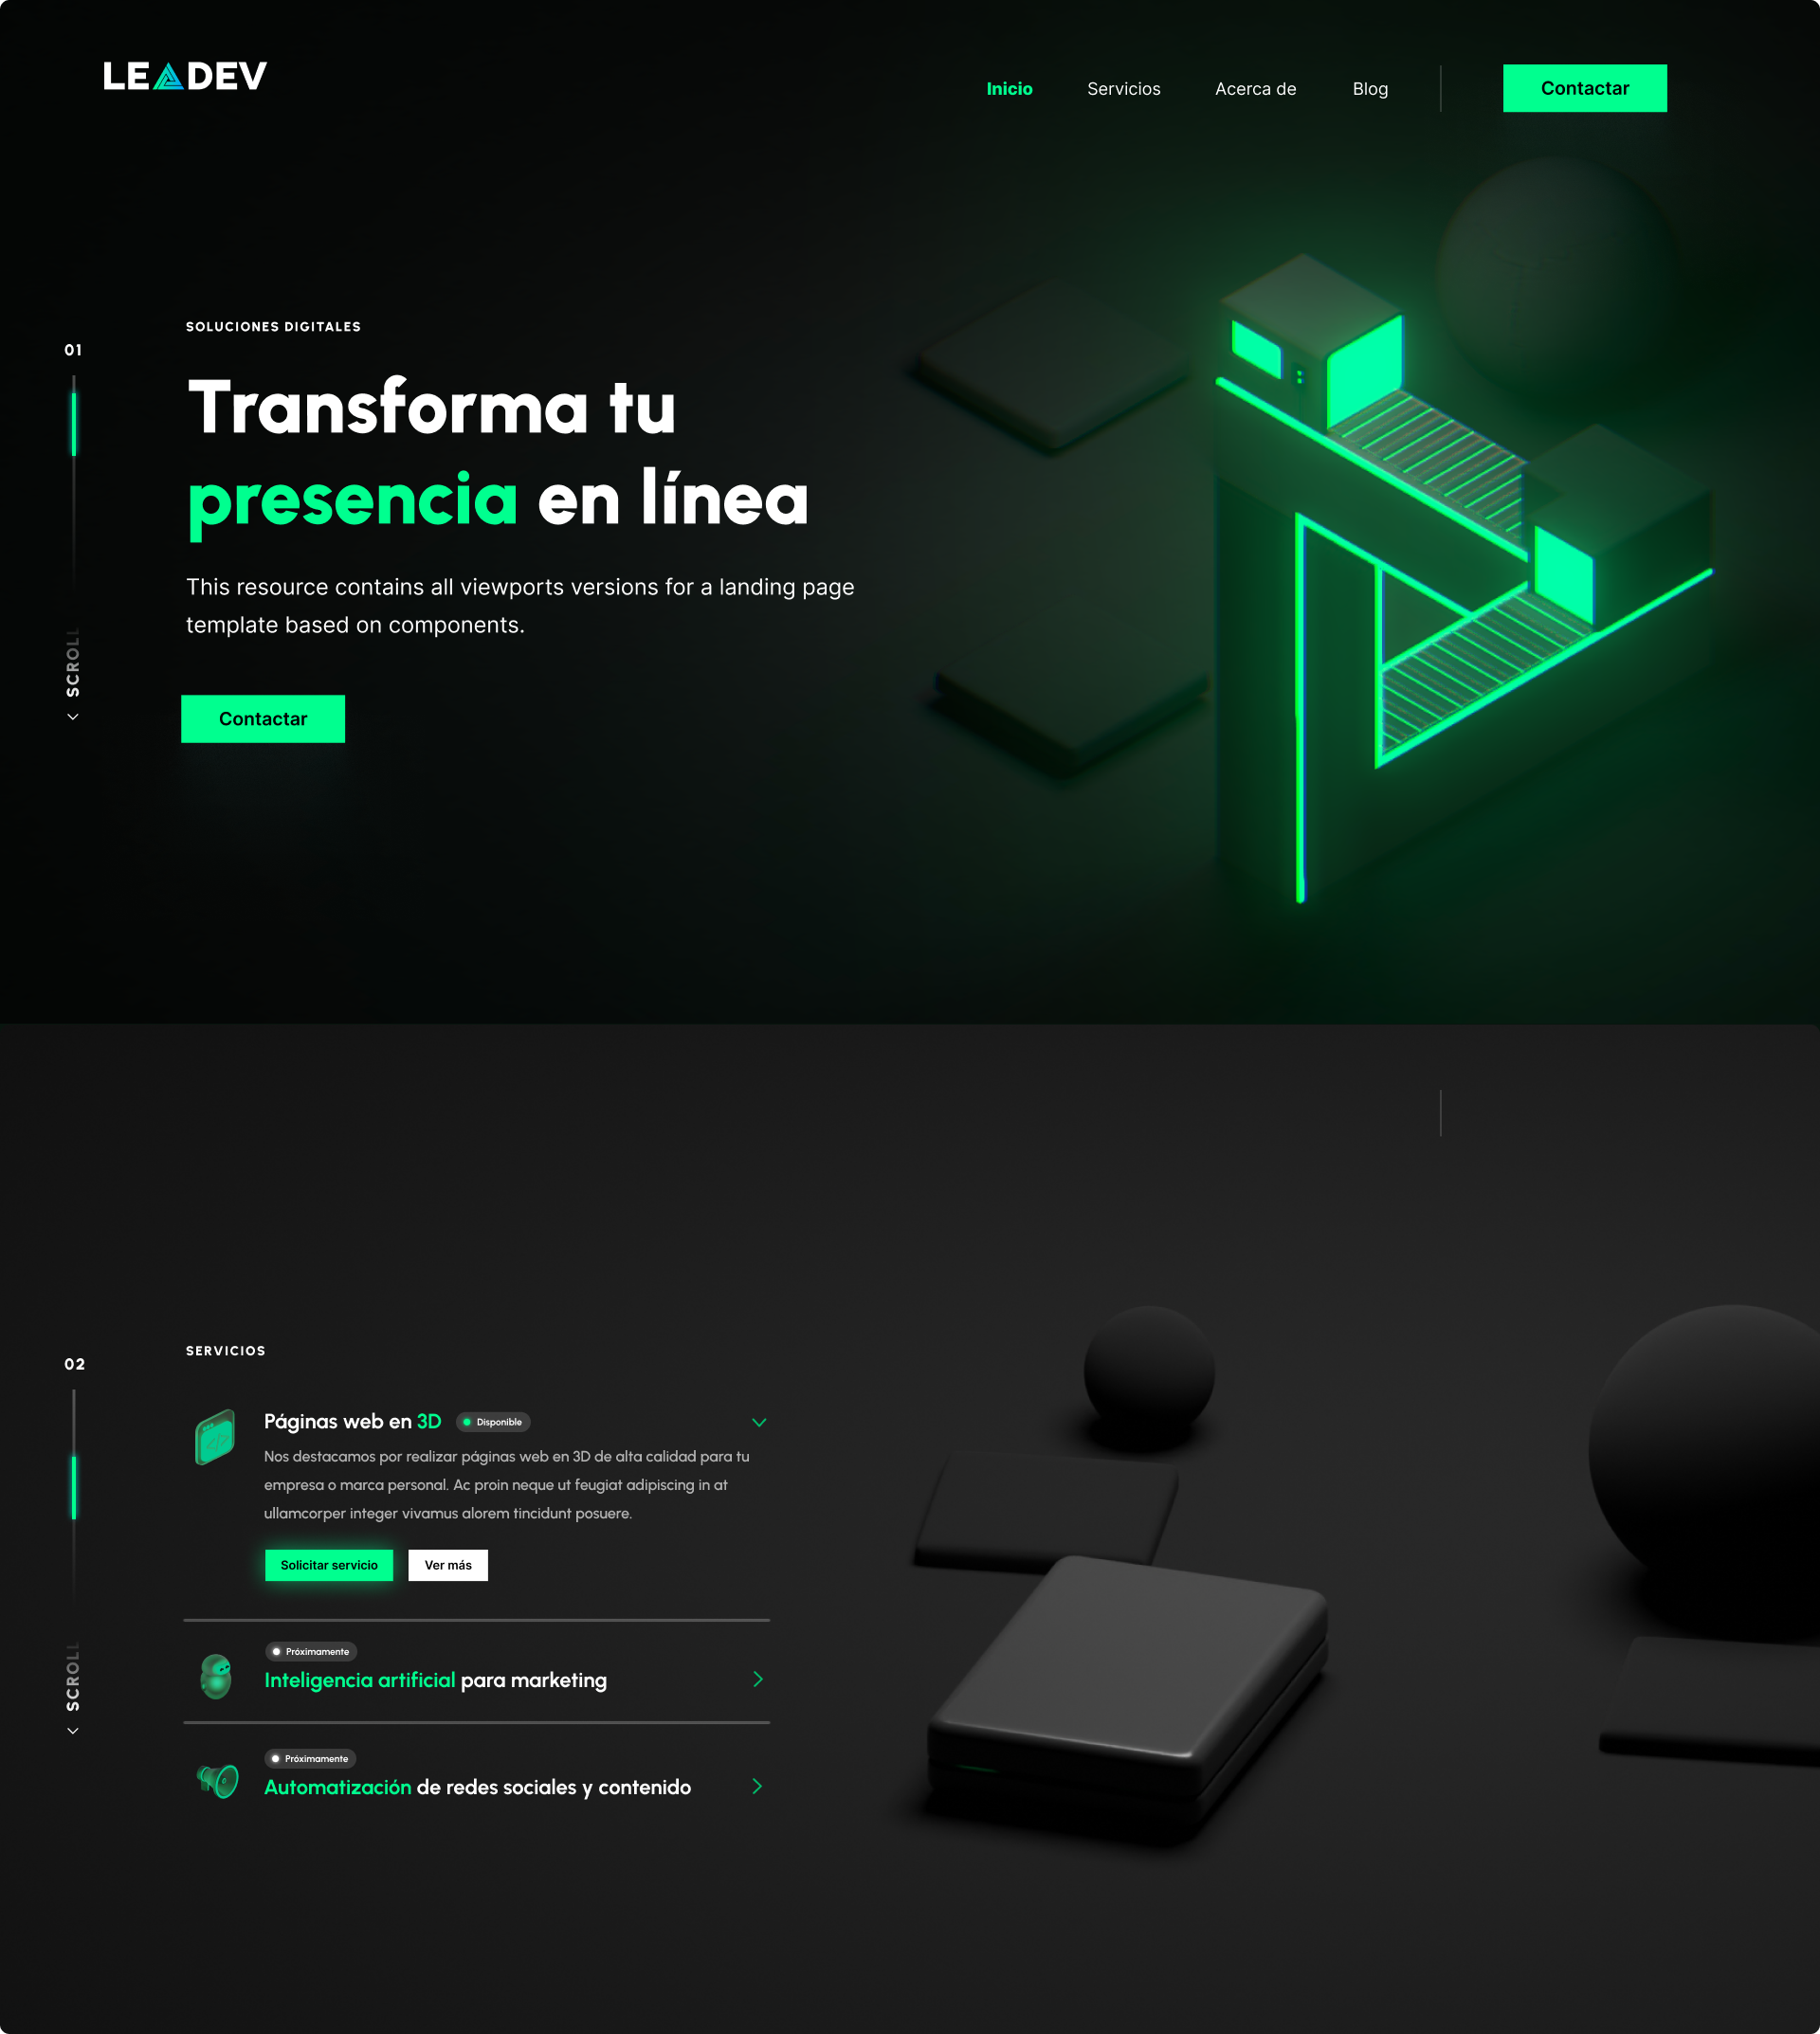 LEADEV
Inicio
Servicios
Acerca de
Blog
Contactar
SOLUCIONES DIGITALES
01
Transforma tu
presencia en línea
This resource contains all viewports versions for a landing page
template based on components.
SCROLL
Contactar
SERVICIOS
02
Páginas web en 3D
Disponible
Nos destacamos por realizar páginas web en 3D de alta calidad para tu
empresa o marca personal. Ac proin neque ut feugiat adipiscing in at
ullamcorper integer vivamus alorem tincidunt posuere.
Solicitar servicio
Ver más
Próximamente
Inteligencia artificial para marketing
SCROLL
Próximamente
Automatización de redes sociales y contenido